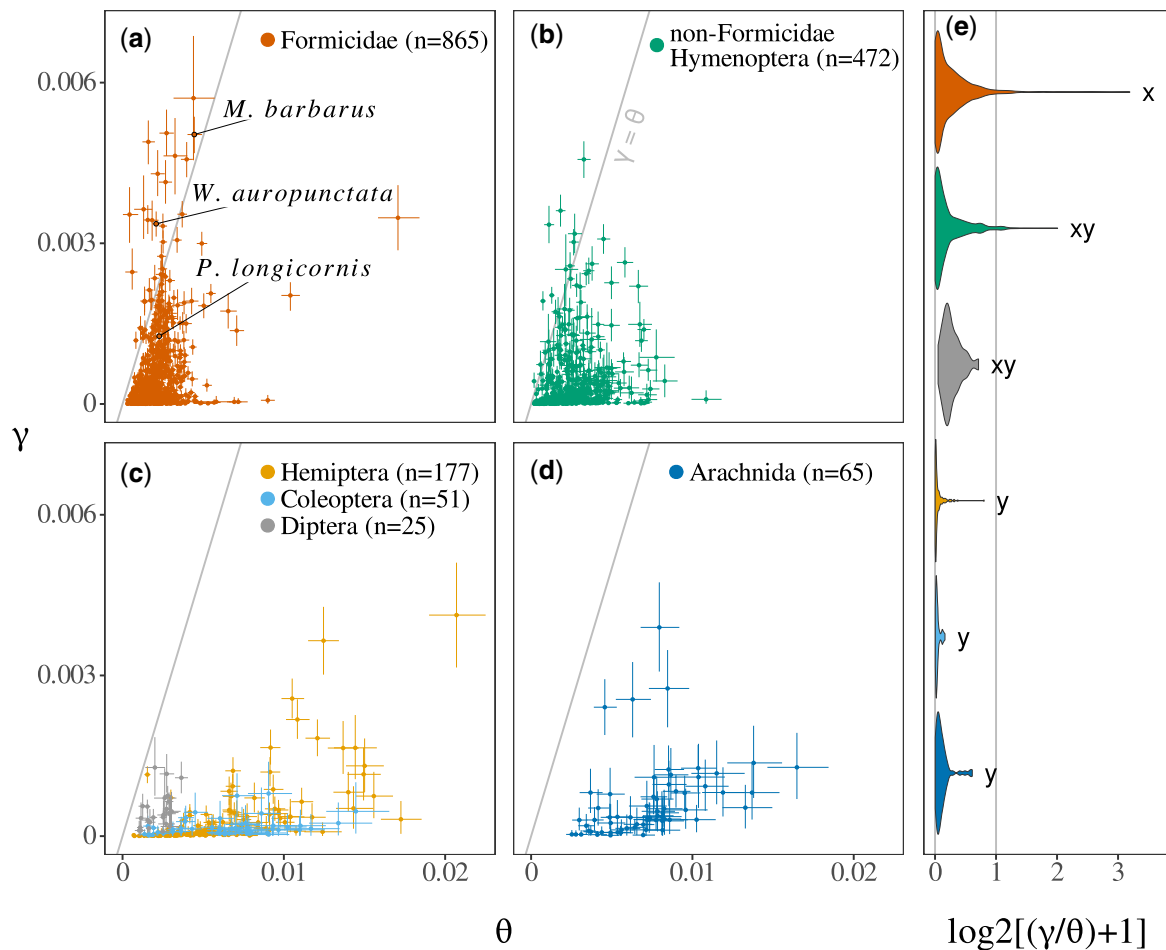 (a)
Formicidae (n=865)
M. barbarus
W. auropunctata
P. longicornis
0.006
0.003
0
(b)
non-Formicidae
Hymenoptera (n=472)
γ = θ
(e)
x
xy
xy
y
y
y
γ
(c)
Hemiptera (n=177)
Coleoptera (n=51)
Diptera (n=25)
0.006
0.003
0
(d)
Arachnida (n=65)
0
0.01
0.02
0
0.01
0.02
0
1
2
3
θ
log2[(γ/θ)+1]